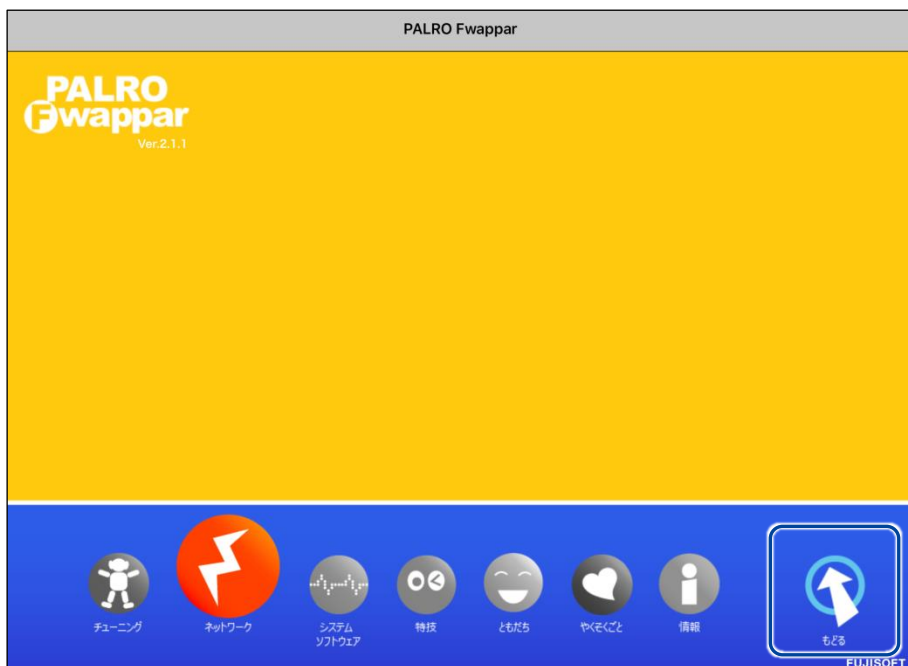 PALRO Fwappar
PALRO
Fwappar
Ver.2.1.1
チューニング
ネットワーク
システム
ソフトウェア
特技
ともだち
やくそくごと
情報
もどる
FUJISOFT